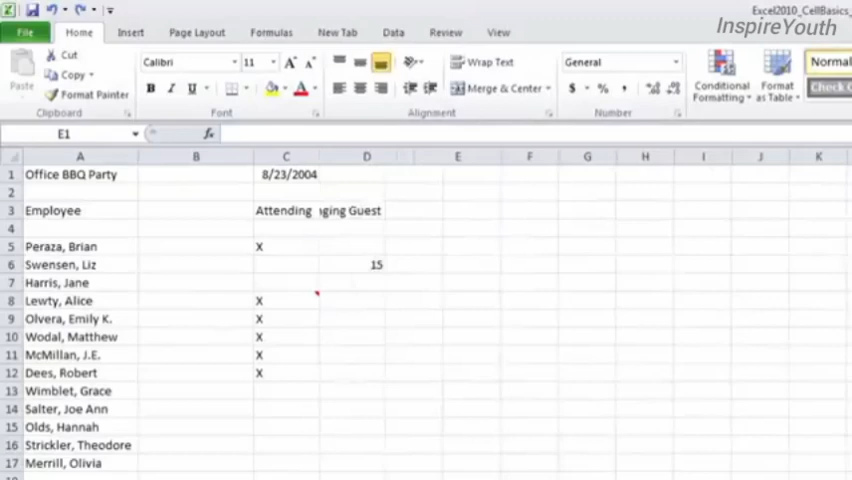 Excel2010_CellBasics_
InspireYouth
File Home Insert Page Layout Formulas New Tab Data Review View
Paste
Cut
Copy
Format Painter
Clipboard
Calibri 11 A A
B I U A
Font
Wrap Text
Merge & Center
Alignment
General
$ % ,
Number
Conditional Formatting
Format as Table
Normal
Check
E1 fx
A B C D E F G H I J K
1 Office BBQ Party 8/23/2004
2
3 Employee Attending ging Guest
4
5 Peraza, Brian X
6 Swensen, Liz 15
7 Harris, Jane
8 Lewty, Alice X
9 Olvera, Emily K. X
10 Wodal, Matthew X
11 McMillan, J.E. X
12 Dees, Robert X
13 Wimblet, Grace
14 Salter, Joe Ann
15 Olds, Hannah
16 Strickler, Theodore
17 Merrill, Olivia